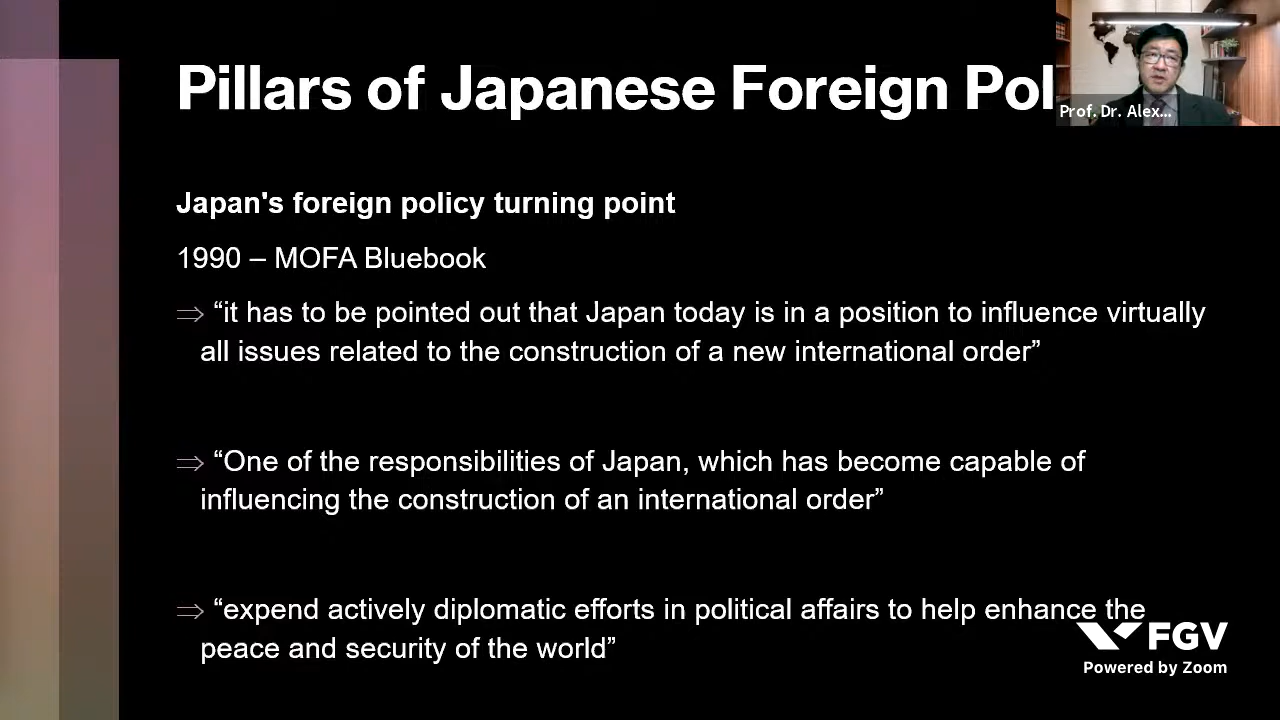 Pillars of Japanese Foreign Pol
Prof. Dr. Alex...
Japan's foreign policy turning point
1990 – MOFA Bluebook
⇒ “it has to be pointed out that Japan today is in a position to influence virtually
all issues related to the construction of a new international order”
⇒ “One of the responsibilities of Japan, which has become capable of
influencing the construction of an international order”
⇒ “expend actively diplomatic efforts in political affairs to help enhance the
peace and security of the world”
FGV
Powered by Zoom